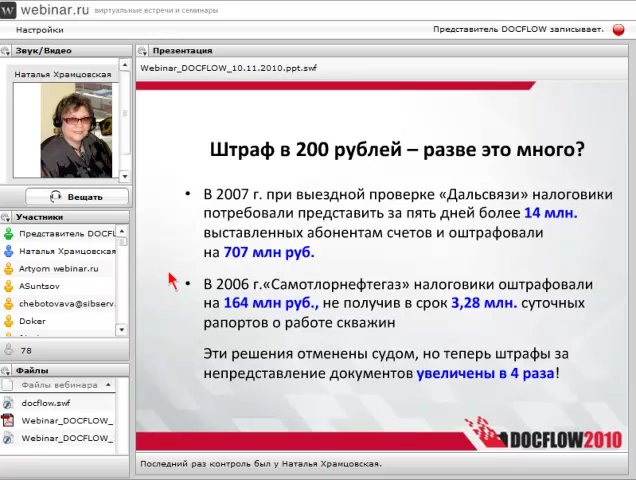 webinar.ru виртуальные встречи и семинары
Настройки
Представитель DOCFLOW записывает.
Звук/Видео
Наталья Храмцовская
Вещать
Участники
Представитель DOCFL
Наталья Храмцовская
Artyom webinar.ru
ASuntsov
chebotovava@sibserv.
Doker
78
Файлы
Файлы вебинара
docflow.swf
Webinar_DOCFLOW_
Webinar_DOCFLOW_
Презентация
Webinar_DOCFLOW_10.11.2010.ppt.swf
Штраф в 200 рублей – разве это много?
• В 2007 г. при выездной проверке «Дальсвязи» налоговики
потребовали представить за пять дней более 14 млн.
выставленных абонентам счетов и оштрафовали
на 707 млн руб.
• В 2006 г.«Самотлорнефтегаз» налоговики оштрафовали
на 164 млн руб., не получив в срок 3,28 млн. суточных
рапортов о работе скважин
Эти решения отменены судом, но теперь штрафы за
непредставление документов увеличены в 4 раза!
DOCFLOW2010
Последний раз контроль был у Наталья Храмцовская.